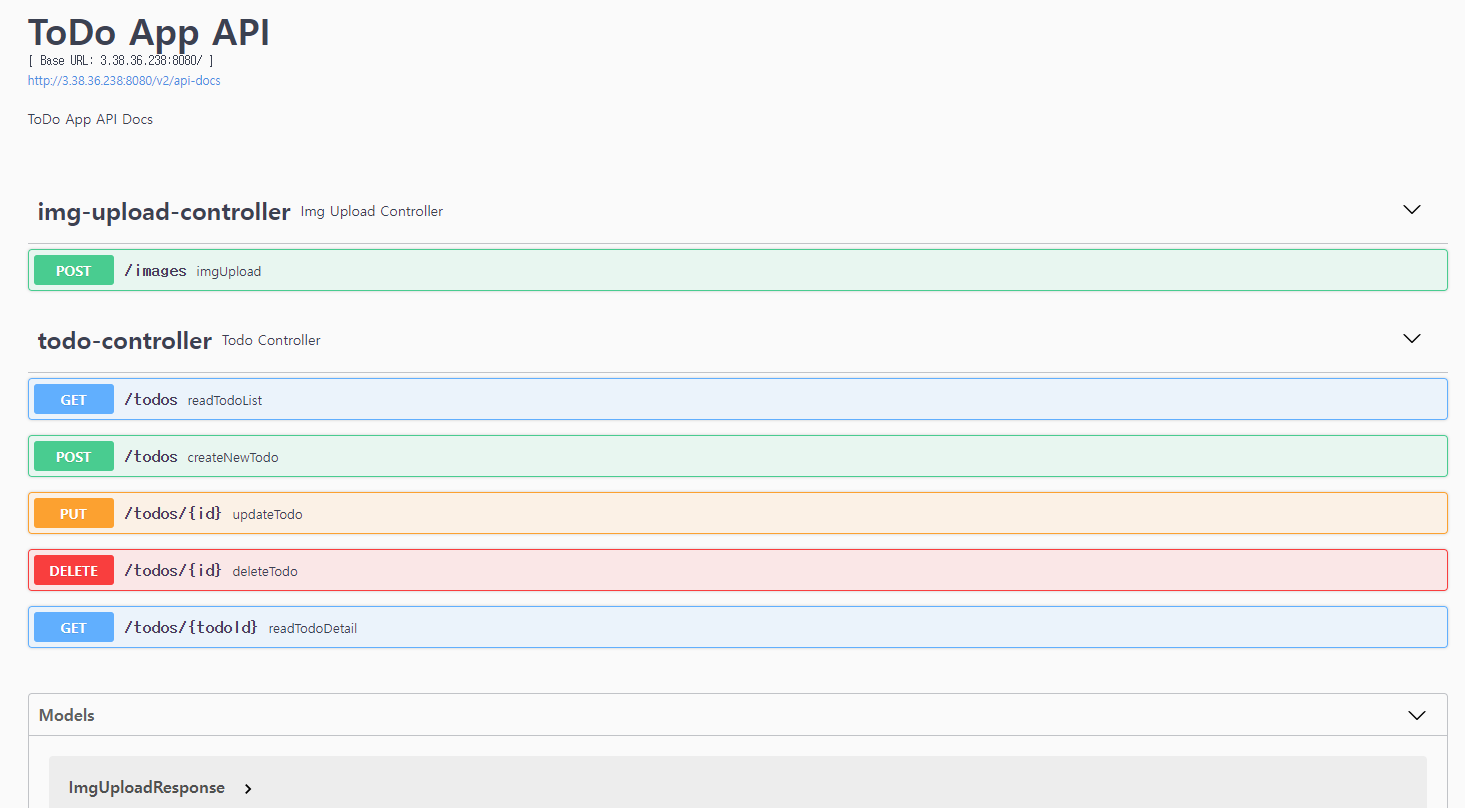 ToDo App API
[ Base URL: 3.38.36.238:8080/ ]
http://3.38.36.238:8080/v2/api-docs
ToDo App API Docs
img-upload-controller Img Upload Controller
POST /images imgUpload
todo-controller Todo Controller
GET /todos readTodoList
POST /todos createNewTodo
PUT /todos/{id} updateTodo
DELETE /todos/{id} deleteTodo
GET /todos/{todoId} readTodoDetail
Models
ImgUploadResponse